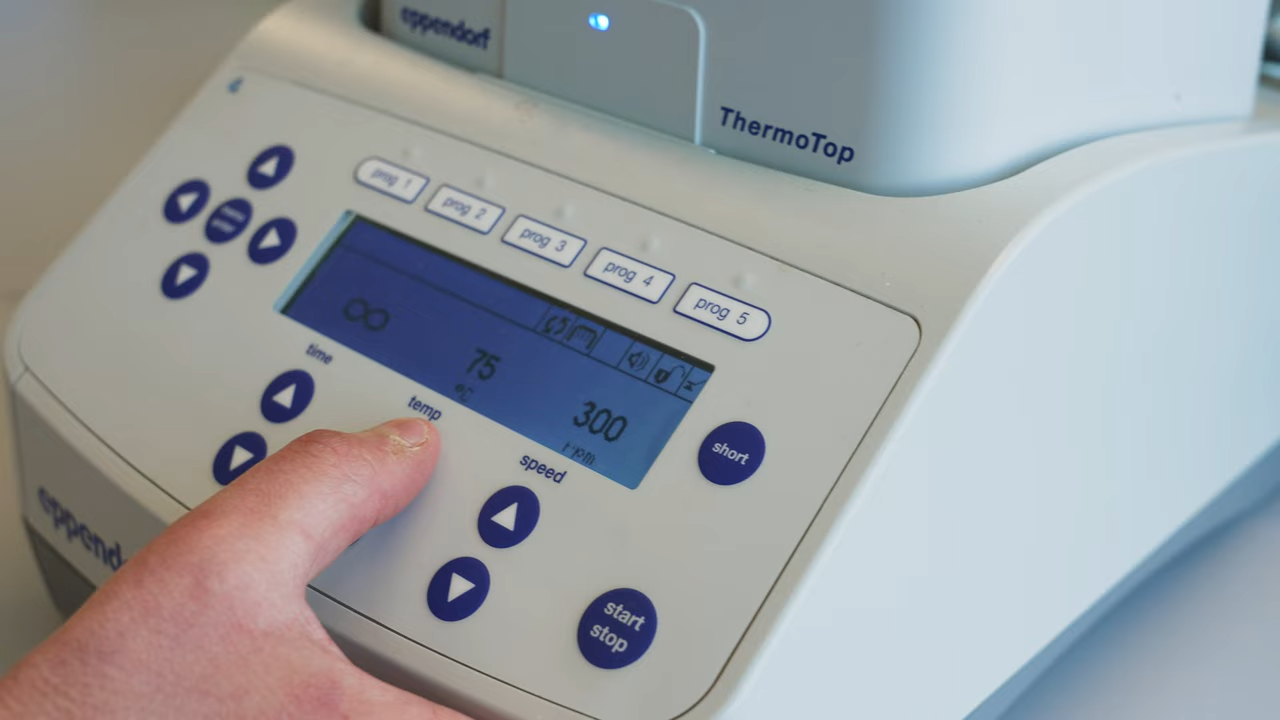 eppendorf
ThermoTop
4
prog 1
prog 2
prog 3
prog 4
prog 5
∞
75
°C
300
rpm
time
temp
speed
short
start
stop